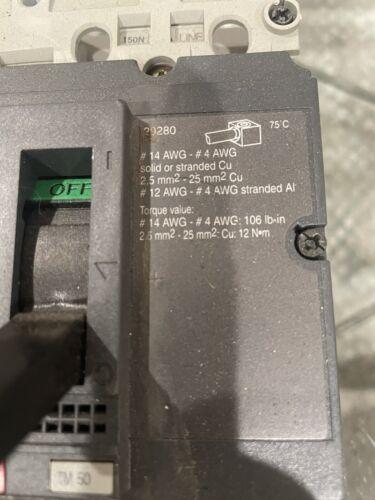 150N LINE
29280 75°C
# 14 AWG - # 4 AWG
solid or stranded Cu
2,5 mm² - 25 mm² Cu
# 12 AWG - # 4 AWG stranded Al
Torque value:
# 14 AWG - # 4 AWG: 106 lb-in
2,5 mm² - 25 mm²: Cu: 12 N•m
I
OFF
TM 50